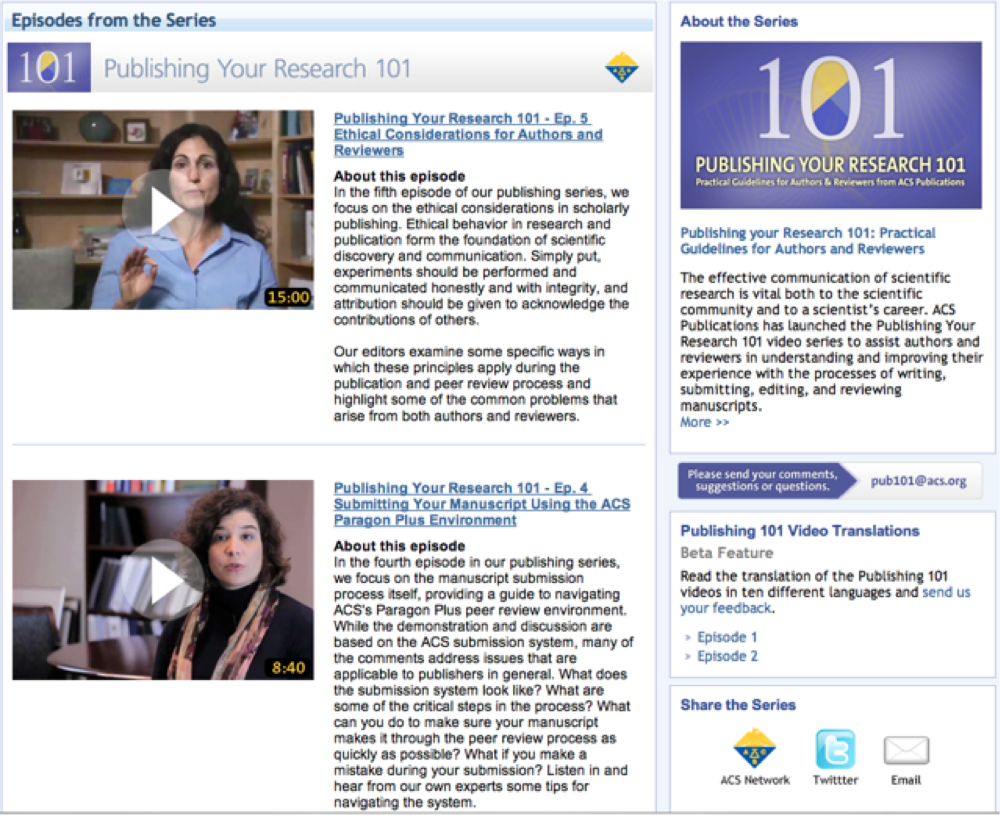 Episodes from the Series
101
Publishing Your Research 101
15:00
Publishing Your Research 101 - Ep. 5
Ethical Considerations for Authors and
Reviewers
About this episode
In the fifth episode of our publishing series, we
focus on the ethical considerations in scholarly
publishing. Ethical behavior in research and
publication form the foundation of scientific
discovery and communication. Simply put,
experiments should be performed and
communicated honestly and with integrity, and
attribution should be given to acknowledge the
contributions of others.
Our editors examine some specific ways in
which these principles apply during the
publication and peer review process and
highlight some of the common problems that
arise from both authors and reviewers.
8:40
Publishing Your Research 101 - Ep. 4
Submitting Your Manuscript Using the ACS
Paragon Plus Environment
About this episode
In the fourth episode in our publishing series,
we focus on the manuscript submission
process itself, providing a guide to navigating
ACS's Paragon Plus peer review environment.
While the demonstration and discussion are
based on the ACS submission system, many of
the comments address issues that are
applicable to publishers in general. What does
the submission system look like? What are
some of the critical steps in the process? What
can you do to make sure your manuscript
makes it through the peer review process as
quickly as possible? What if you make a
mistake during your submission? Listen in and
hear from our own experts some tips for
navigating the system.
About the Series
101
PUBLISHING YOUR RESEARCH 101
Practical Guidelines for Authors & Reviewers from ACS Publications
Publishing your Research 101: Practical
Guidelines for Authors and Reviewers
The effective communication of scientific
research is vital both to the scientific
community and to a scientist's career. ACS
Publications has launched the Publishing Your
Research 101 video series to assist authors and
reviewers in understanding and improving their
experience with the processes of writing,
submitting, editing, and reviewing
manuscripts.
More >>
Please send your comments,
suggestions or questions.
pub101@acs.org
Publishing 101 Video Translations
Beta Feature
Read the translation of the Publishing 101
videos in ten different languages and send us
your feedback.
» Episode 1
» Episode 2
Share the Series
ACS Network
Twittter
Email